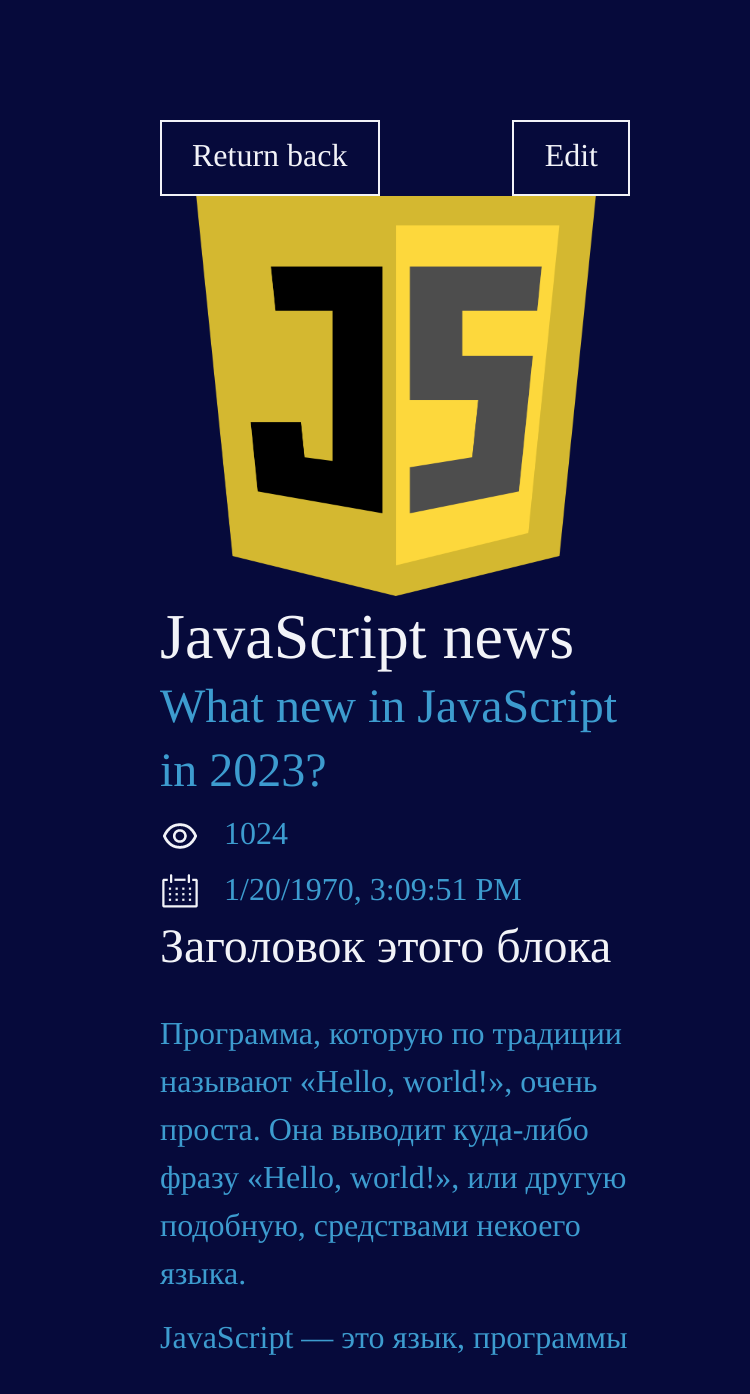 Return back
Edit
JS
JavaScript news
What new in JavaScript
in 2023?
1024
1/20/1970, 3:09:51 PM
Заголовок этого блока
Программа, которую по традиции
называют «Hello, world!», очень
проста. Она выводит куда-либо
фразу «Hello, world!», или другую
подобную, средствами некоего
языка.
JavaScript — это язык, программы